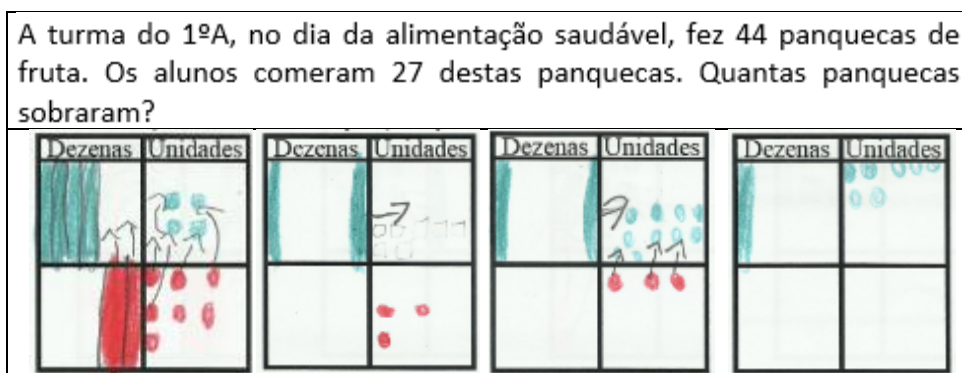 A turma do 1ºA, no dia da alimentação saudável, fez 44 panquecas de
fruta. Os alunos comeram 27 destas panquecas. Quantas panquecas
sobraram?
Dezenas Unidades Dezenas Unidades Dezenas Unidades Dezenas Unidades